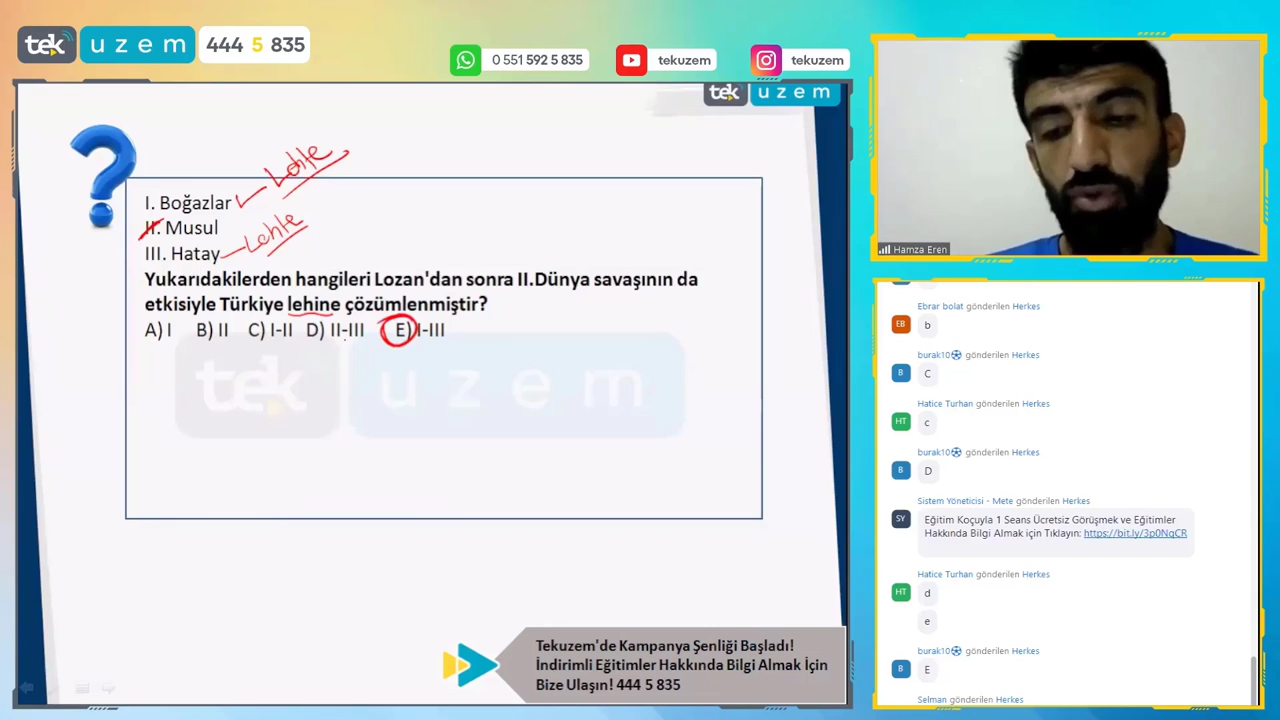 tek uzem 444 5 835
0 551 592 5 835
tekuzem
tekuzem
tek uzem
I. Boğazlar
Lehte
II. Musul
III. Hatay
Lehte
Yukarıdakilerden hangileri Lozan'dan sonra II.Dünya savaşının da
etkisiyle Türkiye lehine çözümlenmiştir?
A) I B) II C) I-II D) II-III E) I-III
tek uzem
Tekuzem'de Kampanya Şenliği Başladı!
İndirimli Eğitimler Hakkında Bilgi Almak İçin
Bize Ulaşın! 444 5 835
Hamza Eren
Ebrar bolat gönderilen Herkes
EB
b
burak10⚽ gönderilen Herkes
B
C
Hatice Turhan gönderilen Herkes
HT
c
burak10⚽ gönderilen Herkes
B
D
Sistem Yöneticisi - Mete gönderilen Herkes
SY
Eğitim Koçuyla 1 Seans Ücretsiz Görüşmek ve Eğitimler
Hakkında Bilgi Almak için Tıklayın: https://bit.ly/3p0NqCR
Hatice Turhan gönderilen Herkes
HT
d
e
burak10⚽ gönderilen Herkes
B
E
Selman gönderilen Herkes